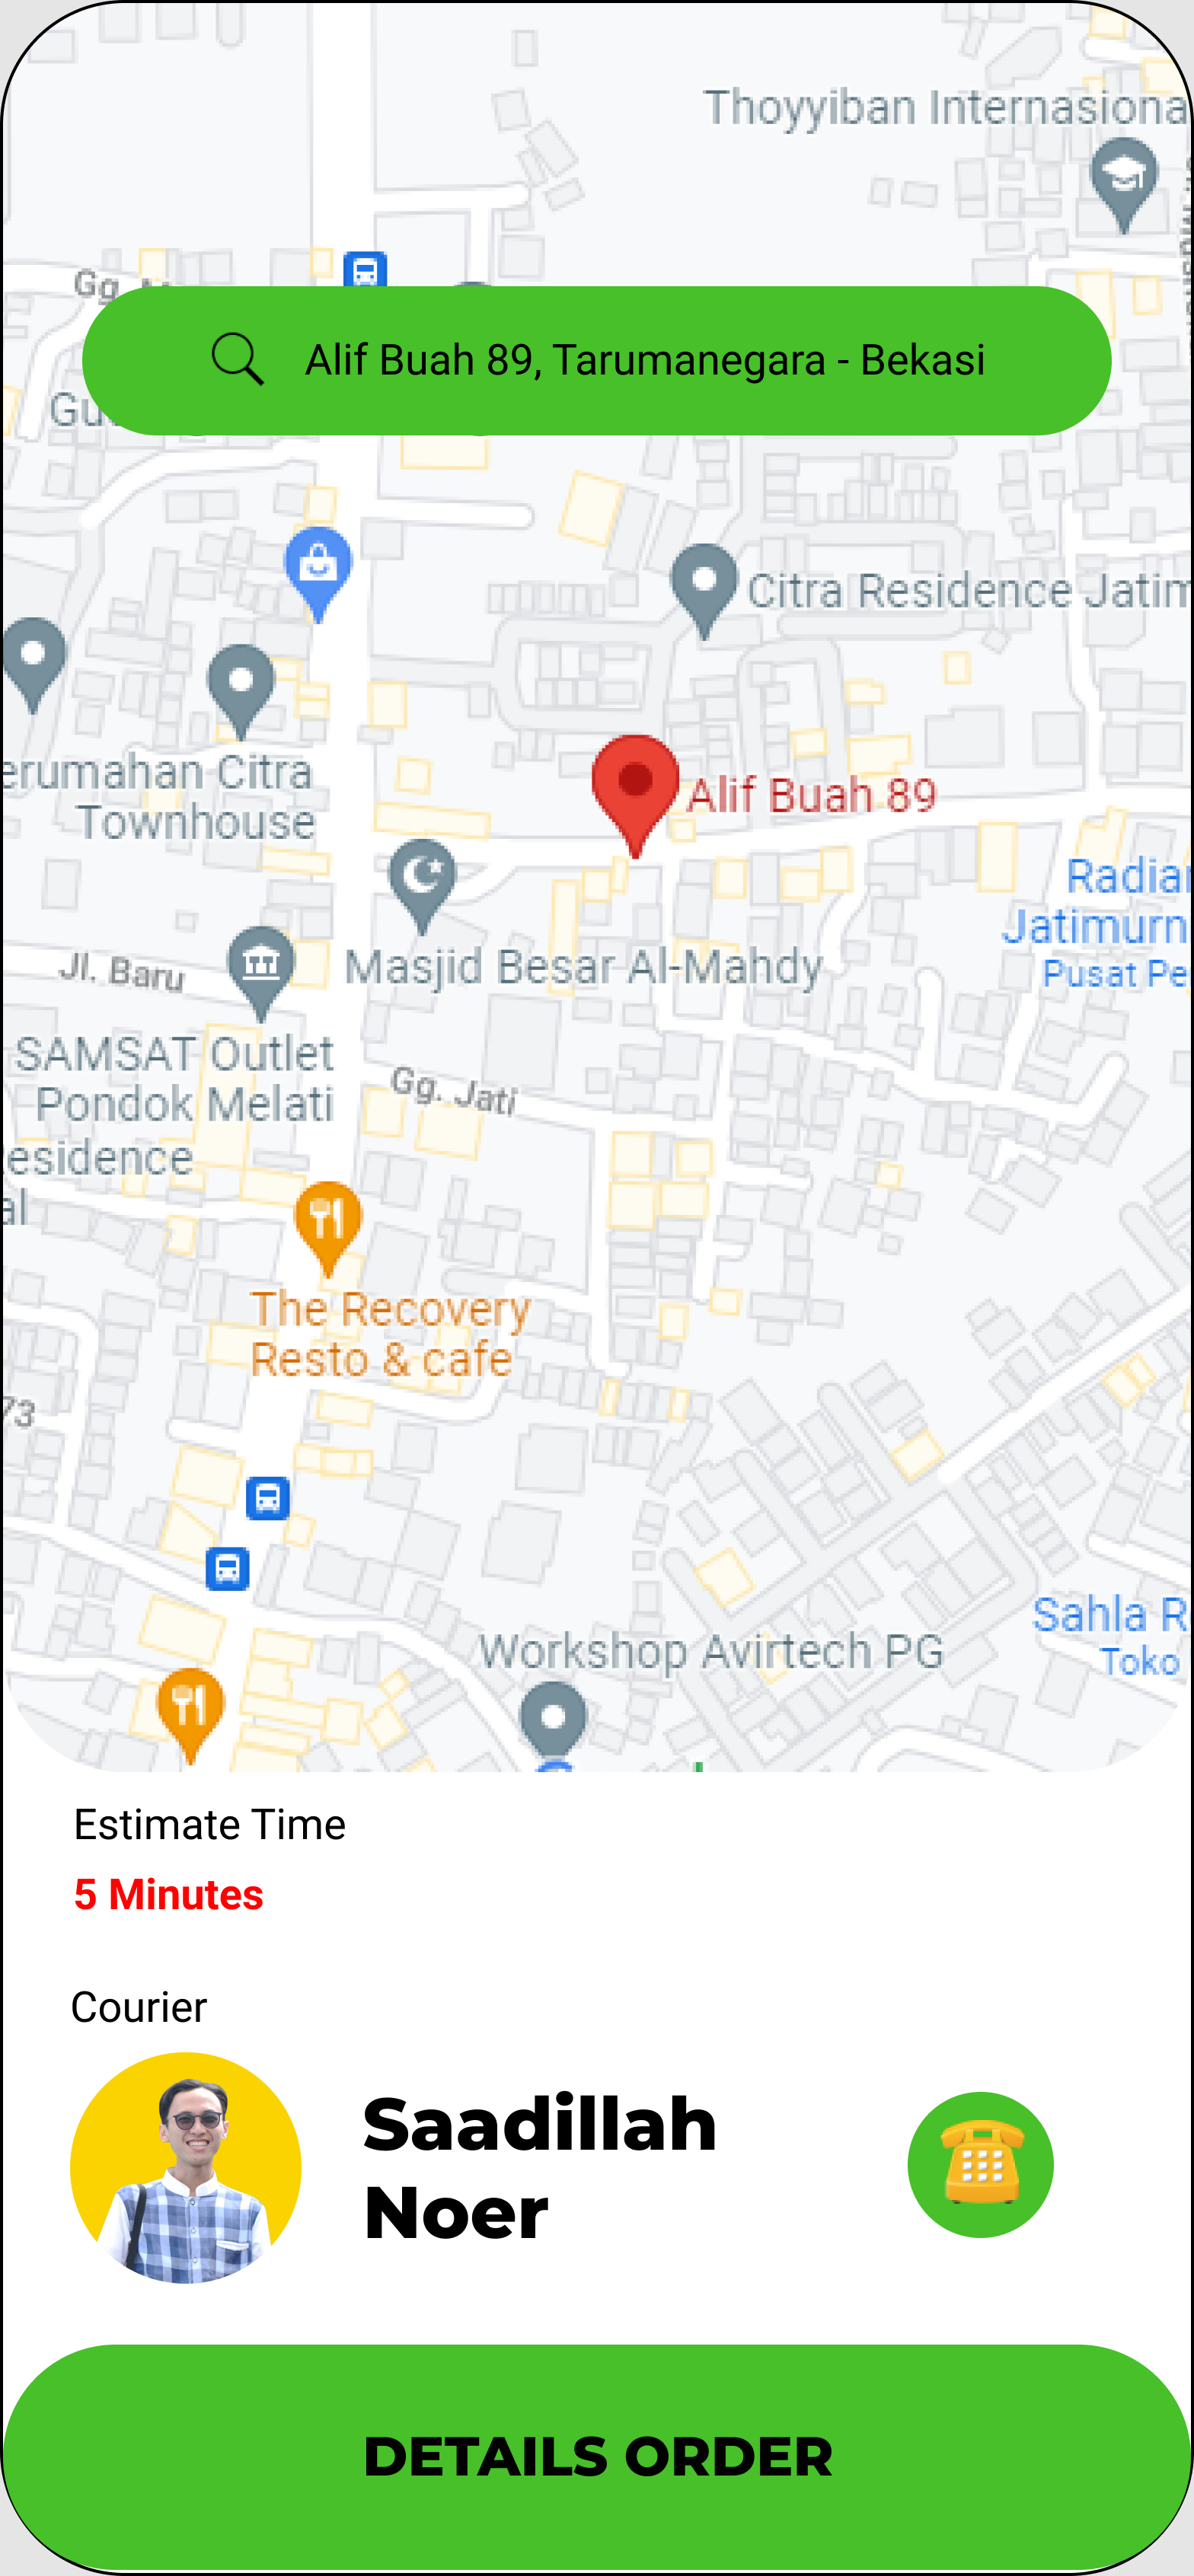 Thoyyiban Internasiona
Gg.
Alif Buah 89, Tarumanegara - Bekasi
Gu
Citra Residence Jatim
erumahan Citra
Townhouse
Alif Buah 89
Radiar
Jatimurn
Pusat Pe
Masjid Besar Al-Mahdy
Jl. Baru
SAMSAT Outlet
Pondok Melati
Gg. Jati
esidence
al
The Recovery
Resto & cafe
73
Sahla R
Toko
Workshop Avirtech PG
Estimate Time
5 Minutes
Courier
Saadillah
Noer
DETAILS ORDER